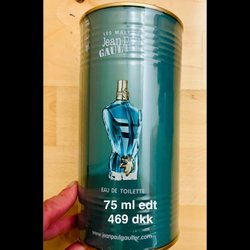 LES MALES
Jean Paul
GAULTIER
EAU DE TOILETTE
75 ml edt
469 dkk
www.jeanpaulgaultier.com